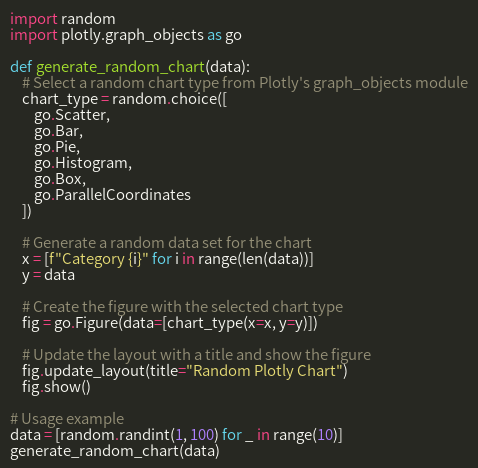 import random
import plotly.graph_objects as go

def generate_random_chart(data):
    # Select a random chart type from Plotly's graph_objects module
    chart_type = random.choice([
        go.Scatter,
        go.Bar,
        go.Pie,
        go.Histogram,
        go.Box,
        go.ParallelCoordinates
    ])

    # Generate a random data set for the chart
    x = [f"Category {i}" for i in range(len(data))]
    y = data

    # Create the figure with the selected chart type
    fig = go.Figure(data=[chart_type(x=x, y=y)])

    # Update the layout with a title and show the figure
    fig.update_layout(title="Random Plotly Chart")
    fig.show()

# Usage example
data = [random.randint(1, 100) for _ in range(10)]
generate_random_chart(data)